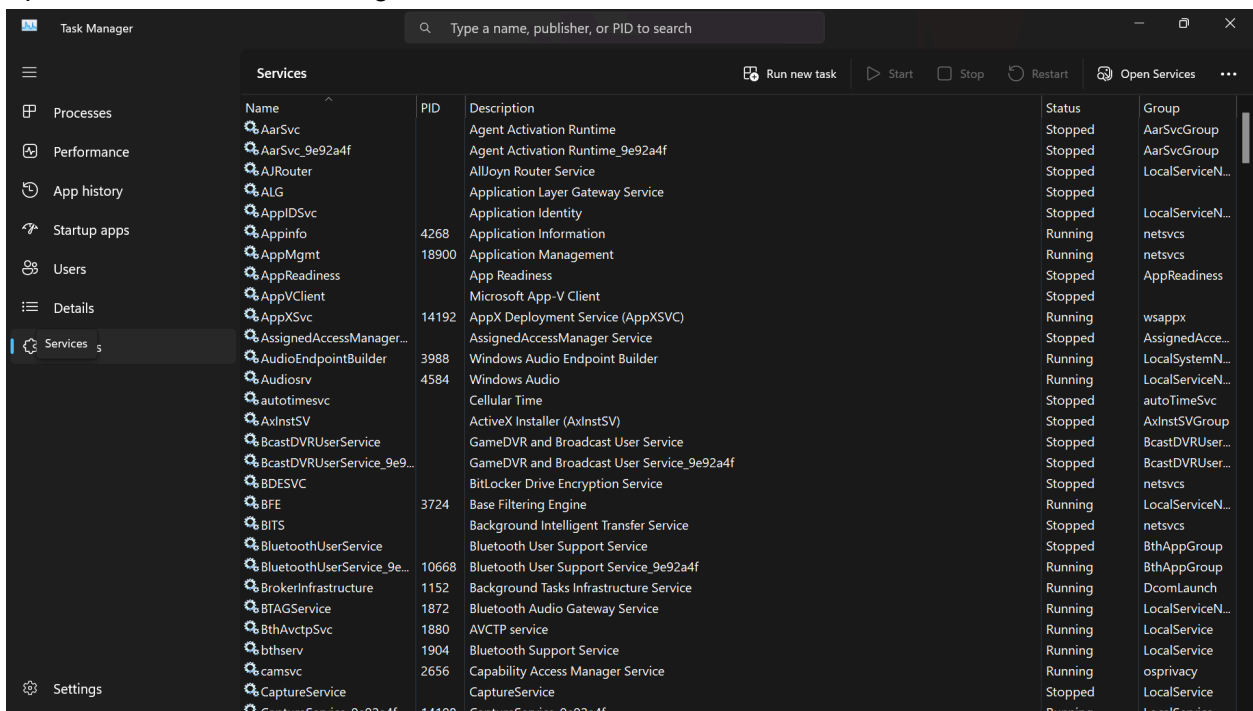 Task Manager
Type a name, publisher, or PID to search
Services Run new task Start Stop Restart Open Services
Processes
Performance
App history
Startup apps
Users
Details
Services s
Settings
Name PID Description Status Group
AarSvc Agent Activation Runtime Stopped AarSvcGroup
AarSvc_9e92a4f Agent Activation Runtime_9e92a4f Stopped AarSvcGroup
AJRouter AllJoyn Router Service Stopped LocalServiceN...
ALG Application Layer Gateway Service Stopped
AppIDSvc Application Identity Stopped LocalServiceN...
Appinfo 4268 Application Information Running netsvcs
AppMgmt 18900 Application Management Running netsvcs
AppReadiness App Readiness Stopped AppReadiness
AppVClient Microsoft App-V Client Stopped
AppXSvc 14192 AppX Deployment Service (AppXSVC) Running wsappx
AssignedAccessManager... AssignedAccessManager Service Stopped AssignedAcce...
AudioEndpointBuilder 3988 Windows Audio Endpoint Builder Running LocalSystemN...
Audiosrv 4584 Windows Audio Running LocalServiceN...
autotimesvc Cellular Time Stopped autoTimeSvc
AxInstSV ActiveX Installer (AxInstSV) Stopped AxInstSVGroup
BcastDVRUserService GameDVR and Broadcast User Service Stopped BcastDVRUser...
BcastDVRUserService_9e9... GameDVR and Broadcast User Service_9e92a4f Stopped BcastDVRUser...
BDESVC BitLocker Drive Encryption Service Stopped netsvcs
BFE 3724 Base Filtering Engine Running LocalServiceN...
BITS Background Intelligent Transfer Service Stopped netsvcs
BluetoothUserService Bluetooth User Support Service Stopped BthAppGroup
BluetoothUserService_9e... 10668 Bluetooth User Support Service_9e92a4f Running BthAppGroup
BrokerInfrastructure 1152 Background Tasks Infrastructure Service Running DcomLaunch
BTAGService 1872 Bluetooth Audio Gateway Service Running LocalServiceN...
BthAvctpSvc 1880 AVCTP service Running LocalService
bthserv 1904 Bluetooth Support Service Running LocalService
camsvc 2656 Capability Access Manager Service Running osprivacy
CaptureService CaptureService Stopped LocalService